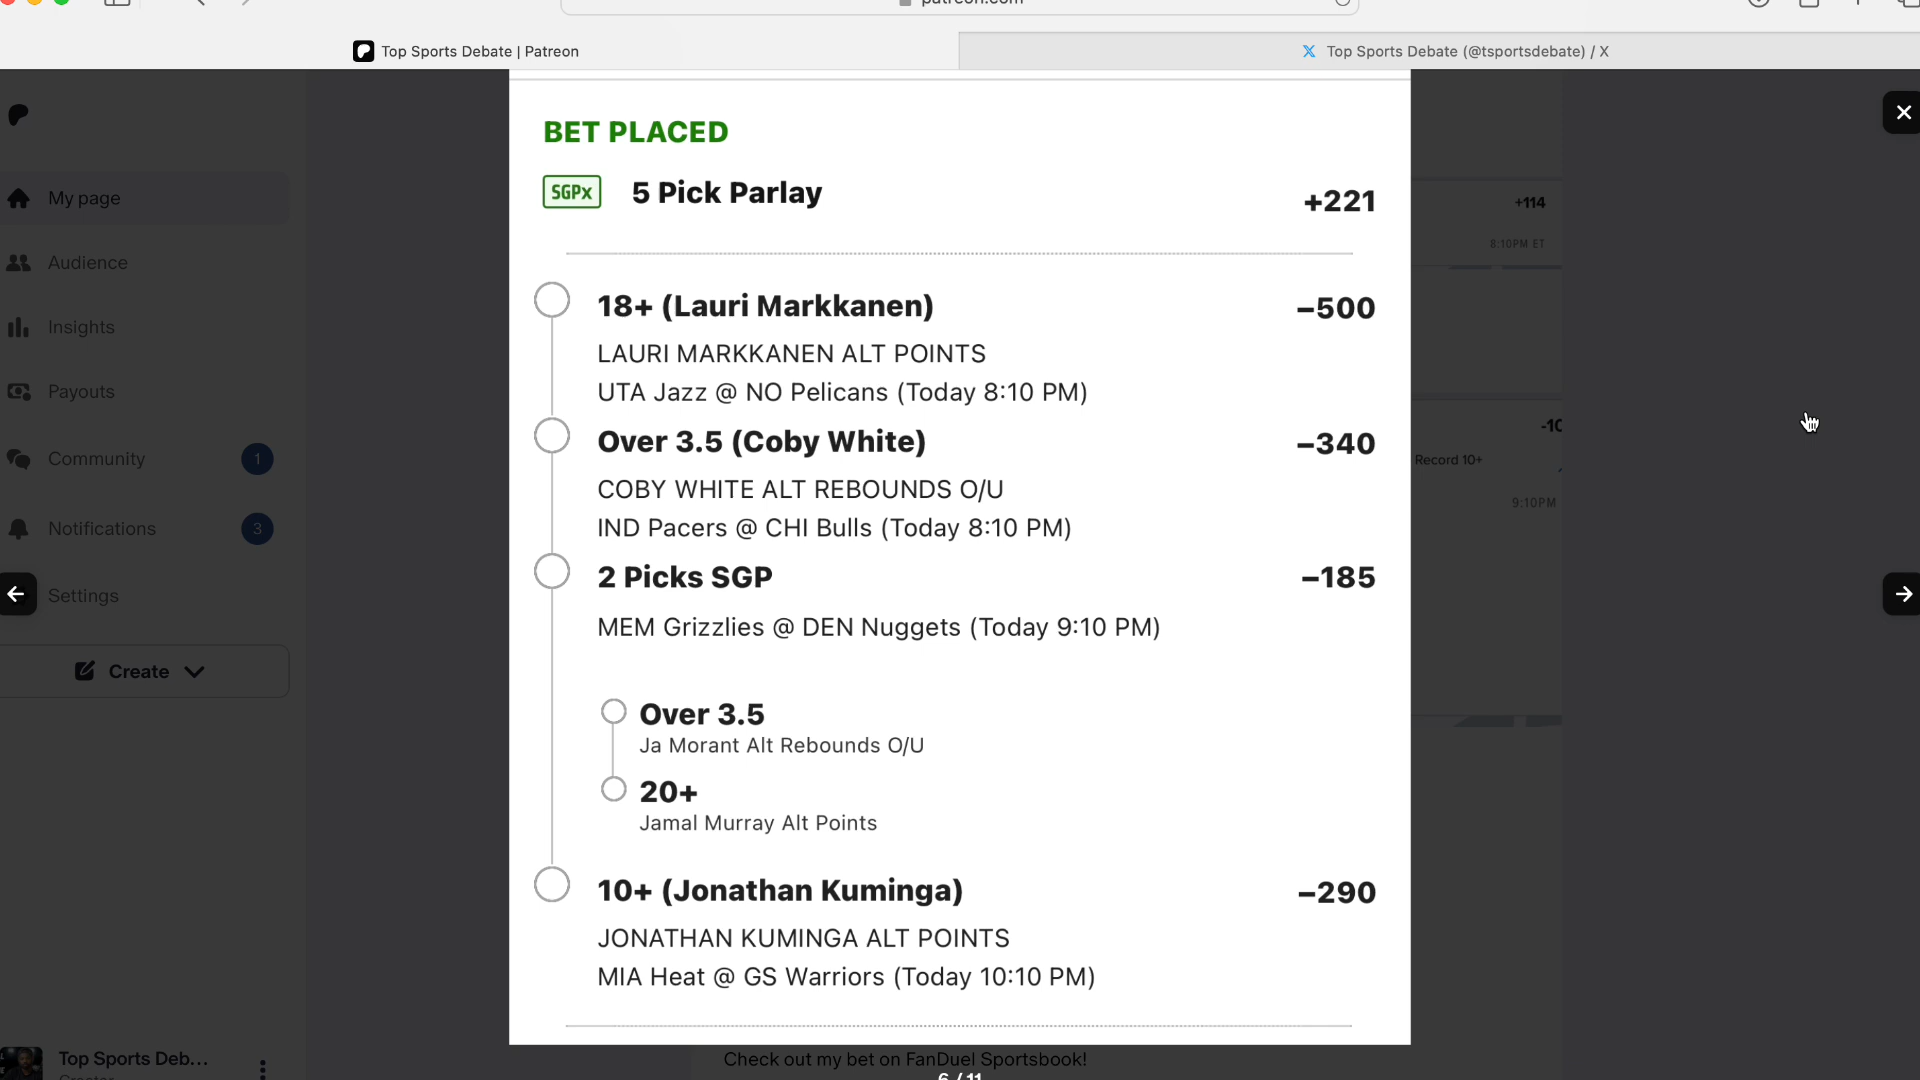 patreon.com
Top Sports Debate | Patreon
Top Sports Debate (@tsportsdebate) / X
My page
Audience
Insights
Payouts
Community 1
Notifications 3
Settings
Create
Top Sports Deb...
BET PLACED
SGPx 5 Pick Parlay +221
18+ (Lauri Markkanen) −500
LAURI MARKKANEN ALT POINTS
UTA Jazz @ NO Pelicans (Today 8:10 PM)
Over 3.5 (Coby White) −340
COBY WHITE ALT REBOUNDS O/U
IND Pacers @ CHI Bulls (Today 8:10 PM)
2 Picks SGP −185
MEM Grizzlies @ DEN Nuggets (Today 9:10 PM)
Over 3.5
Ja Morant Alt Rebounds O/U
20+
Jamal Murray Alt Points
10+ (Jonathan Kuminga) −290
JONATHAN KUMINGA ALT POINTS
MIA Heat @ GS Warriors (Today 10:10 PM)
Check out my bet on FanDuel Sportsbook!
6 / 11
+114
8:10PM ET
-10
Record 10+
9:10PM